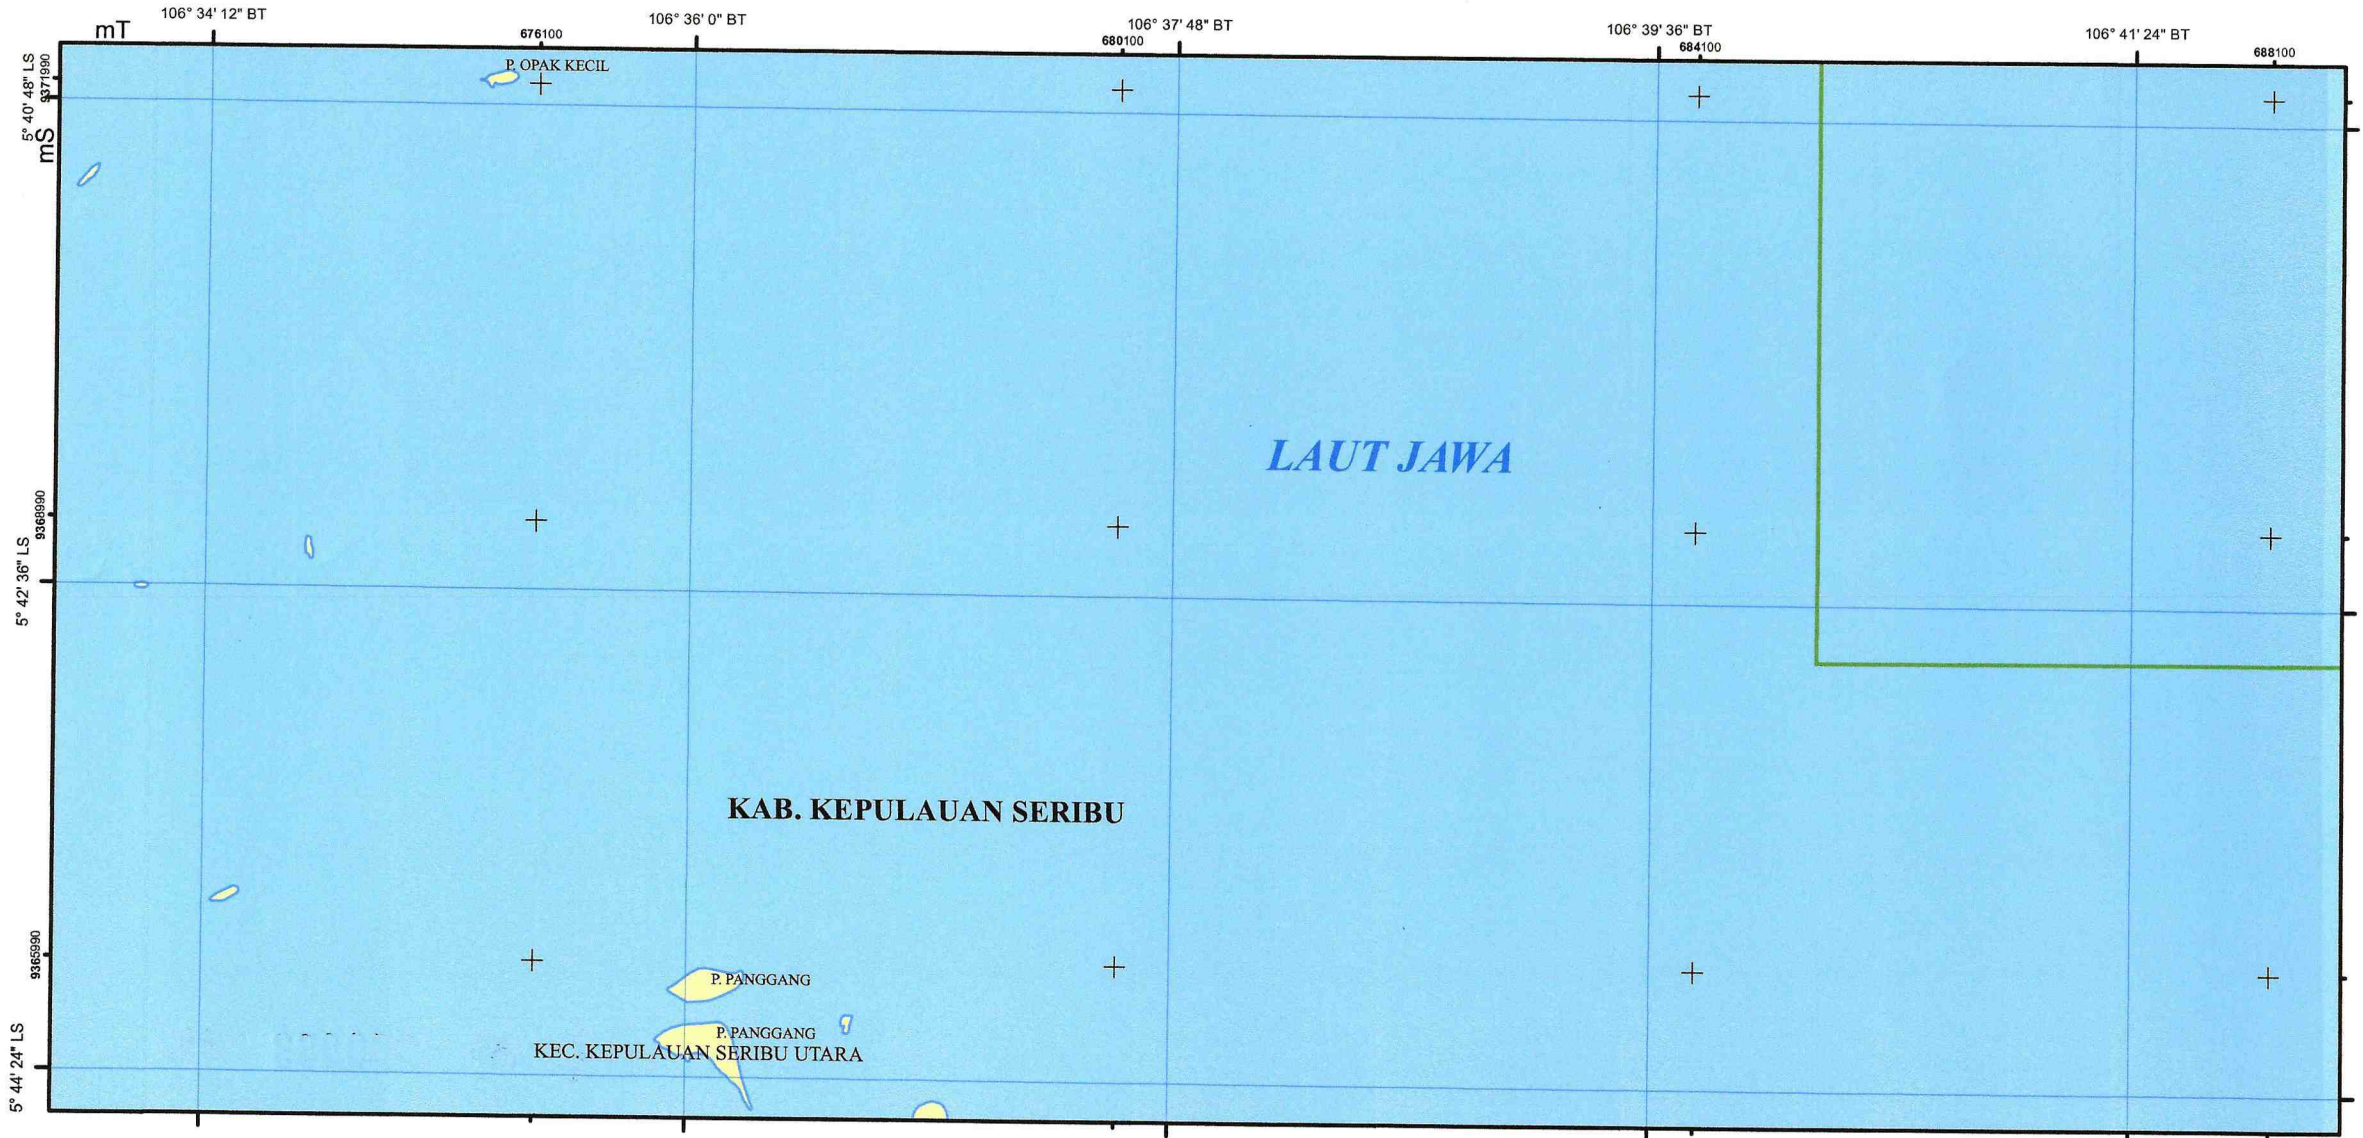 106° 34' 12" BT
106° 36' 0" BT
106° 37' 48" BT
106° 39' 36" BT
106° 41' 24" BT
mT
676100
680100
684100
688100
5° 40' 48" LS
9371990
mS
P. OPAK KECIL
LAUT JAWA
9368990
5° 42' 36" LS
KAB. KEPULAUAN SERIBU
9365990
P. PANGGANG
P. PANGGANG
KEC. KEPULAUAN SERIBU UTARA
5° 44' 24" LS